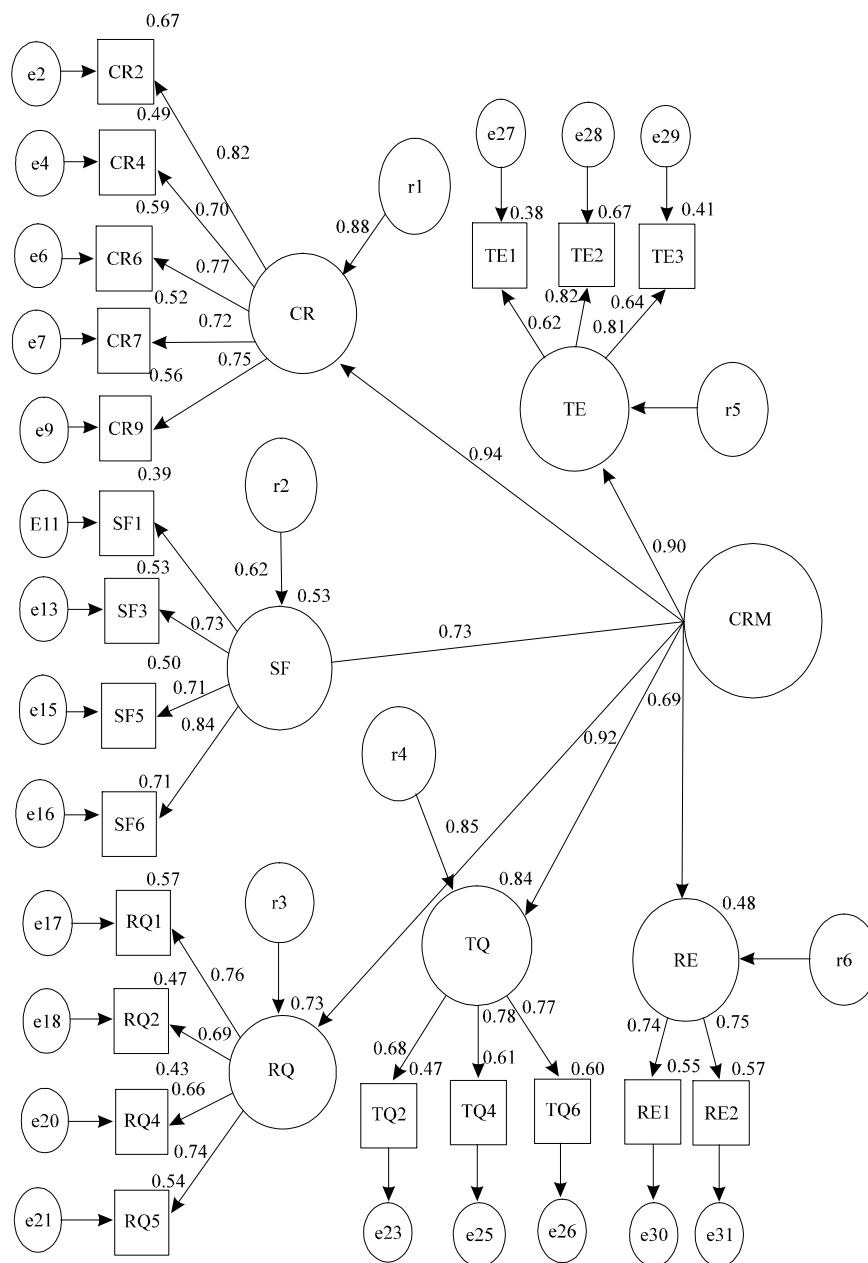 0.67
e2
CR2
0.49
0.82
e4
CR4
0.59
0.70
e6
CR6
0.77
0.52
e7
CR7
0.72
0.56
0.75
e9
CR9
CR
r1
0.88
e27
e28
e29
0.38
0.67
0.41
TE1
TE2
TE3
0.82
0.64
0.62
0.81
TE
r5
0.94
0.90
CRM
0.39
E11
SF1
r2
0.62
0.53
0.53
e13
SF3
0.73
SF
0.73
0.50
0.71
e15
SF5
0.84
0.71
e16
SF6
0.69
0.92
r4
0.85
0.57
e17
RQ1
r3
0.76
0.47
e18
RQ2
0.69
0.73
RQ
0.43
0.66
e20
RQ4
0.74
0.54
e21
RQ5
0.84
TQ
0.78
0.77
0.68
0.47
0.61
0.60
TQ2
TQ4
TQ6
e23
e25
e26
0.48
RE
r6
0.74
0.75
0.55
0.57
RE1
RE2
e30
e31